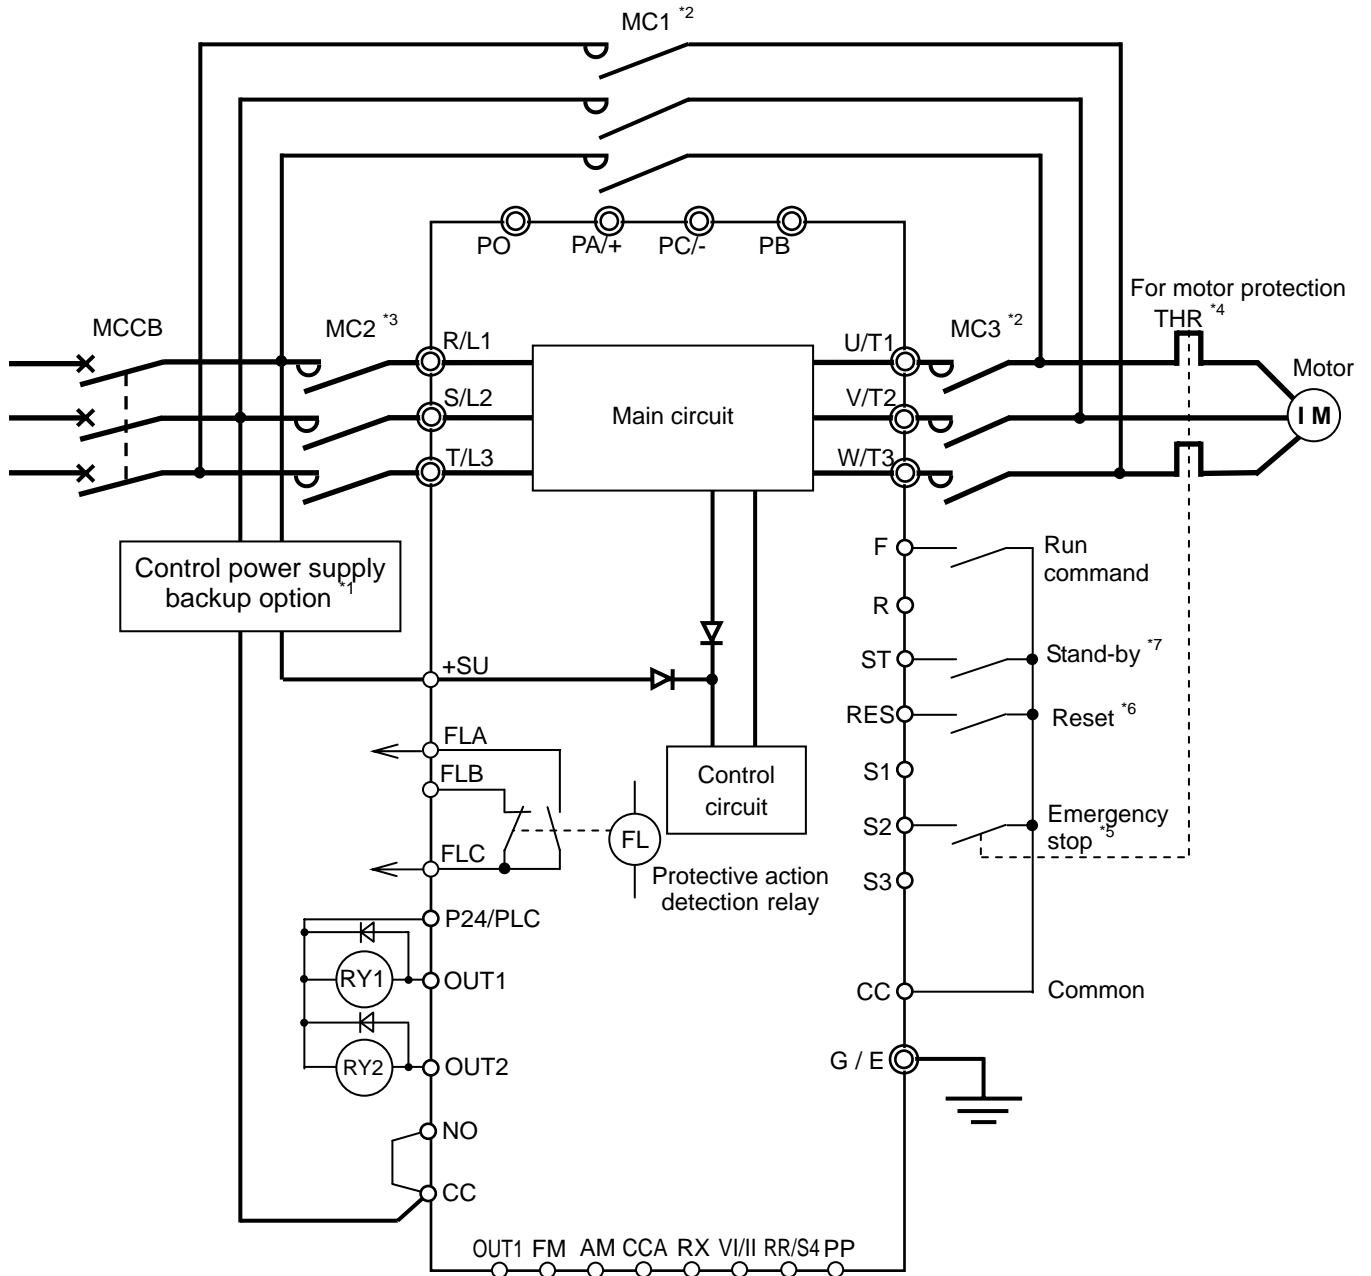 MC1 *2
PO
PA/+
PC/-
PB
For motor protection
THR *4
MCCB
MC2 *3
R/L1
U/T1
MC3 *2
Motor
S/L2
Main circuit
V/T2
I M
T/L3
W/T3
Control power supply
backup option *1
F
Run
command
R
+SU
ST
Stand-by *7
RES
Reset *6
FLA
FLB
Control
circuit
S1
FL
S2
Emergency
stop *5
FLC
Protective action
detection relay
S3
P24/PLC
RY1
OUT1
CC
Common
RY2
OUT2
G / E
NO
CC
OUT1 FM AM CCA RX VI/II RR/S4 PP